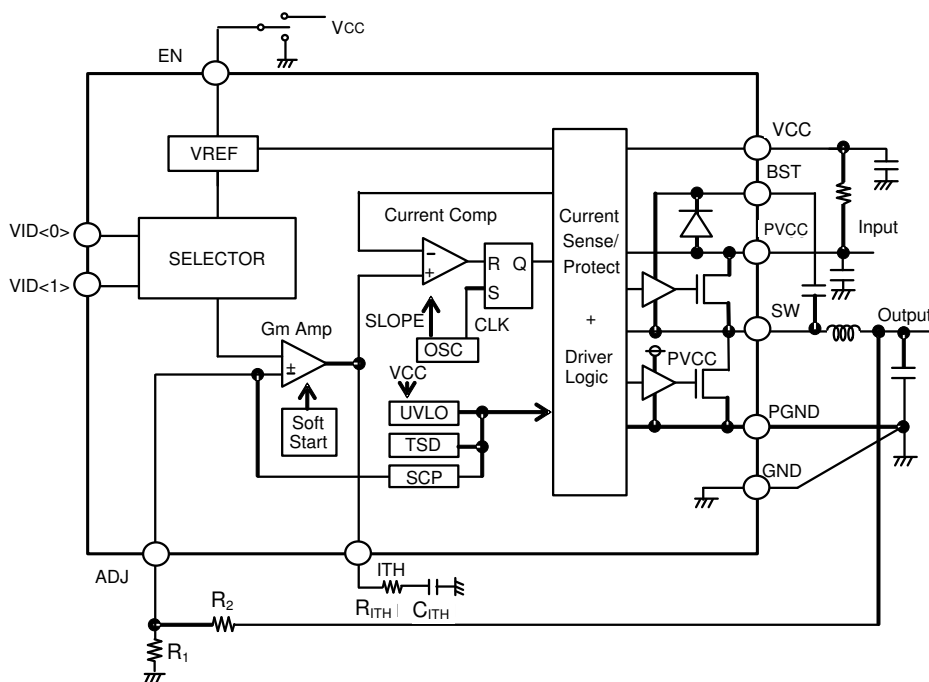 VCC
EN
VREF
VCC
BST
VID<0>
VID<1>
SELECTOR
Current Comp
−
+
R Q
S
SLOPE
OSC
CLK
Current
Sense/
Protect
+
Driver
Logic
Input
PVCC
SW
Output
Gm Amp
±
Soft
Start
VCC
UVLO
TSD
SCP
PVCC
PGND
GND
ADJ
ITH
RITH
CITH
R2
R1